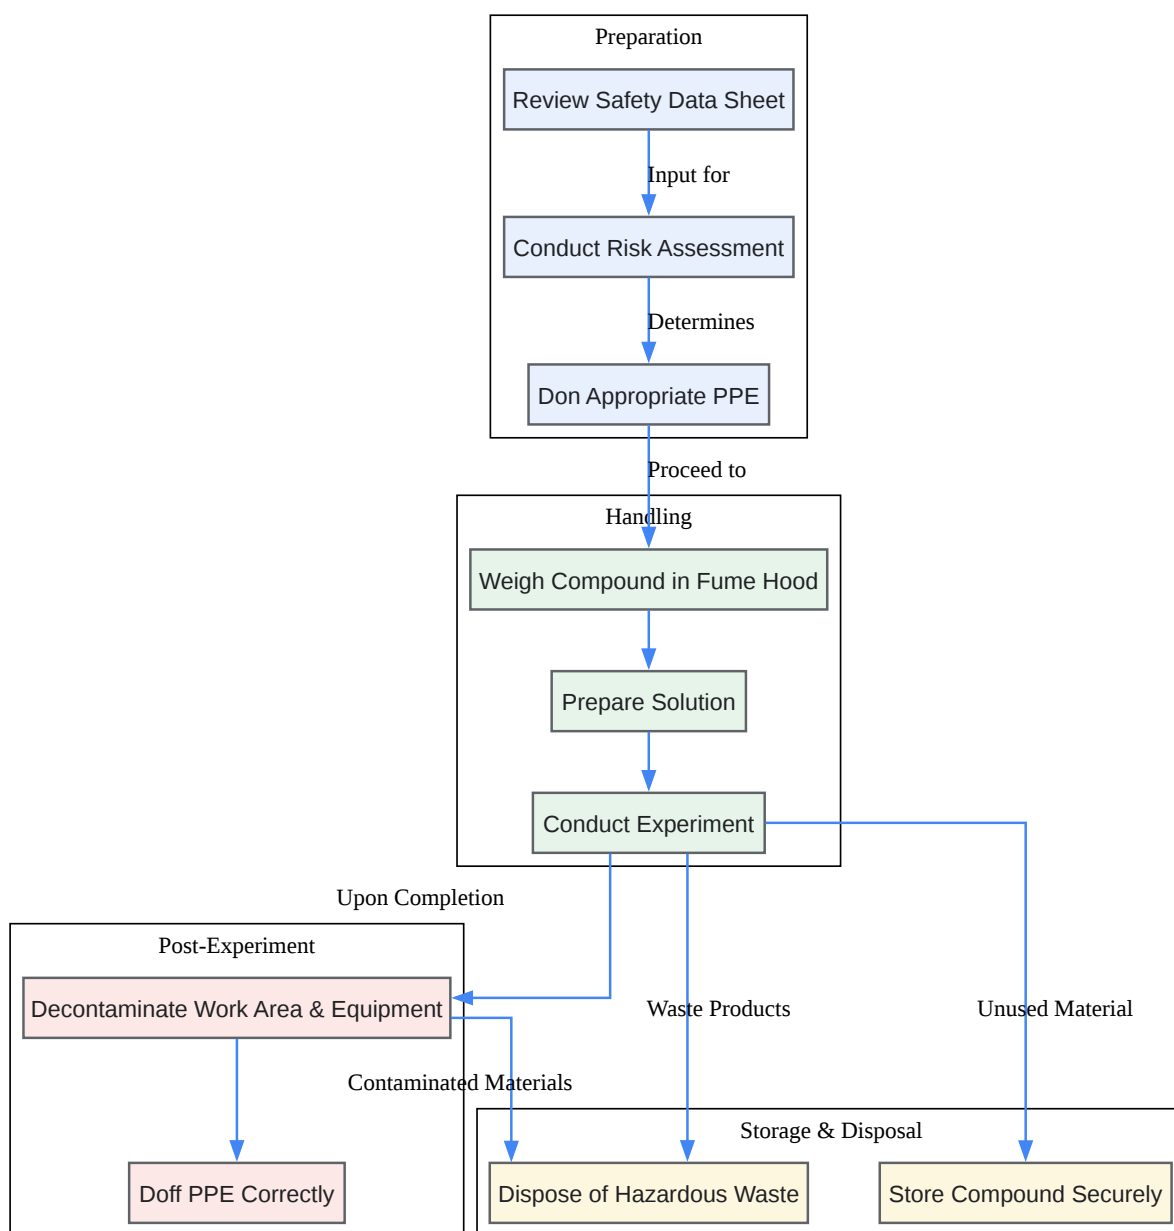 Preparation
Review Safety Data Sheet
Input for
Conduct Risk Assessment
Determines
Don Appropriate PPE
Proceed to
Handling
Weigh Compound in Fume Hood
Prepare Solution
Conduct Experiment
Upon Completion
Post-Experiment
Decontaminate Work Area & Equipment
Waste Products
Unused Material
Contaminated Materials
Storage & Disposal
Doff PPE Correctly
Dispose of Hazardous Waste
Store Compound Securely